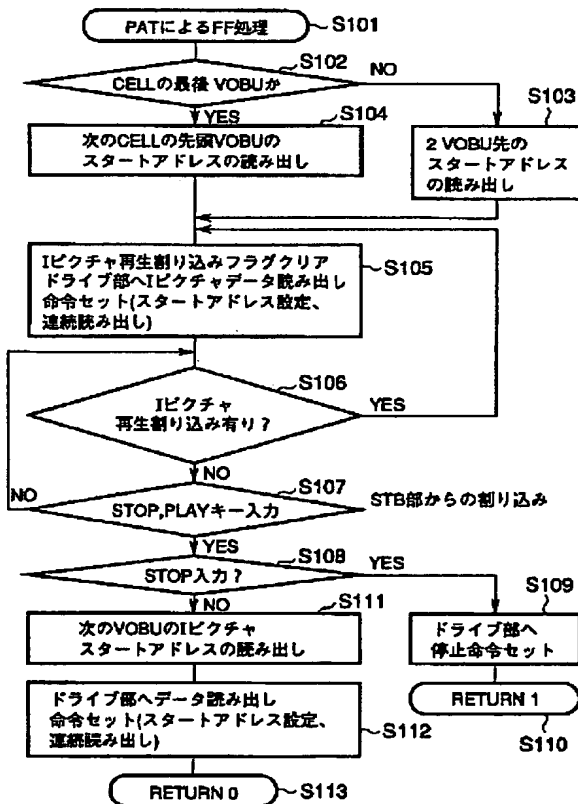 PATによるFF処理
S101
S102
CELLの最後 VOBUか
NO
YES
S104
S103
次のCELLの先頭VOBUの
スタートアドレスの読み出し
2 VOBU先の
スタートアドレス
の読み出し
Iピクチャ再生割り込みフラグクリア
ドライブ部へIピクチャデータ読み出し
命令セット(スタートアドレス設定、
連続読み出し)
S105
S106
Iピクチャ
再生割り込み有り?
YES
NO
S107
NO
STOP,PLAYキー入力
STB部からの割り込み
YES
S108
STOP入力?
YES
NO
S111
S109
次のVOBUのIピクチャ
スタートアドレスの読み出し
ドライブ部へ
停止命令セット
ドライブ部へデータ読み出し
命令セット(スタートアドレス設定、
連続読み出し)
S112
RETURN 1
S110
RETURN 0
S113